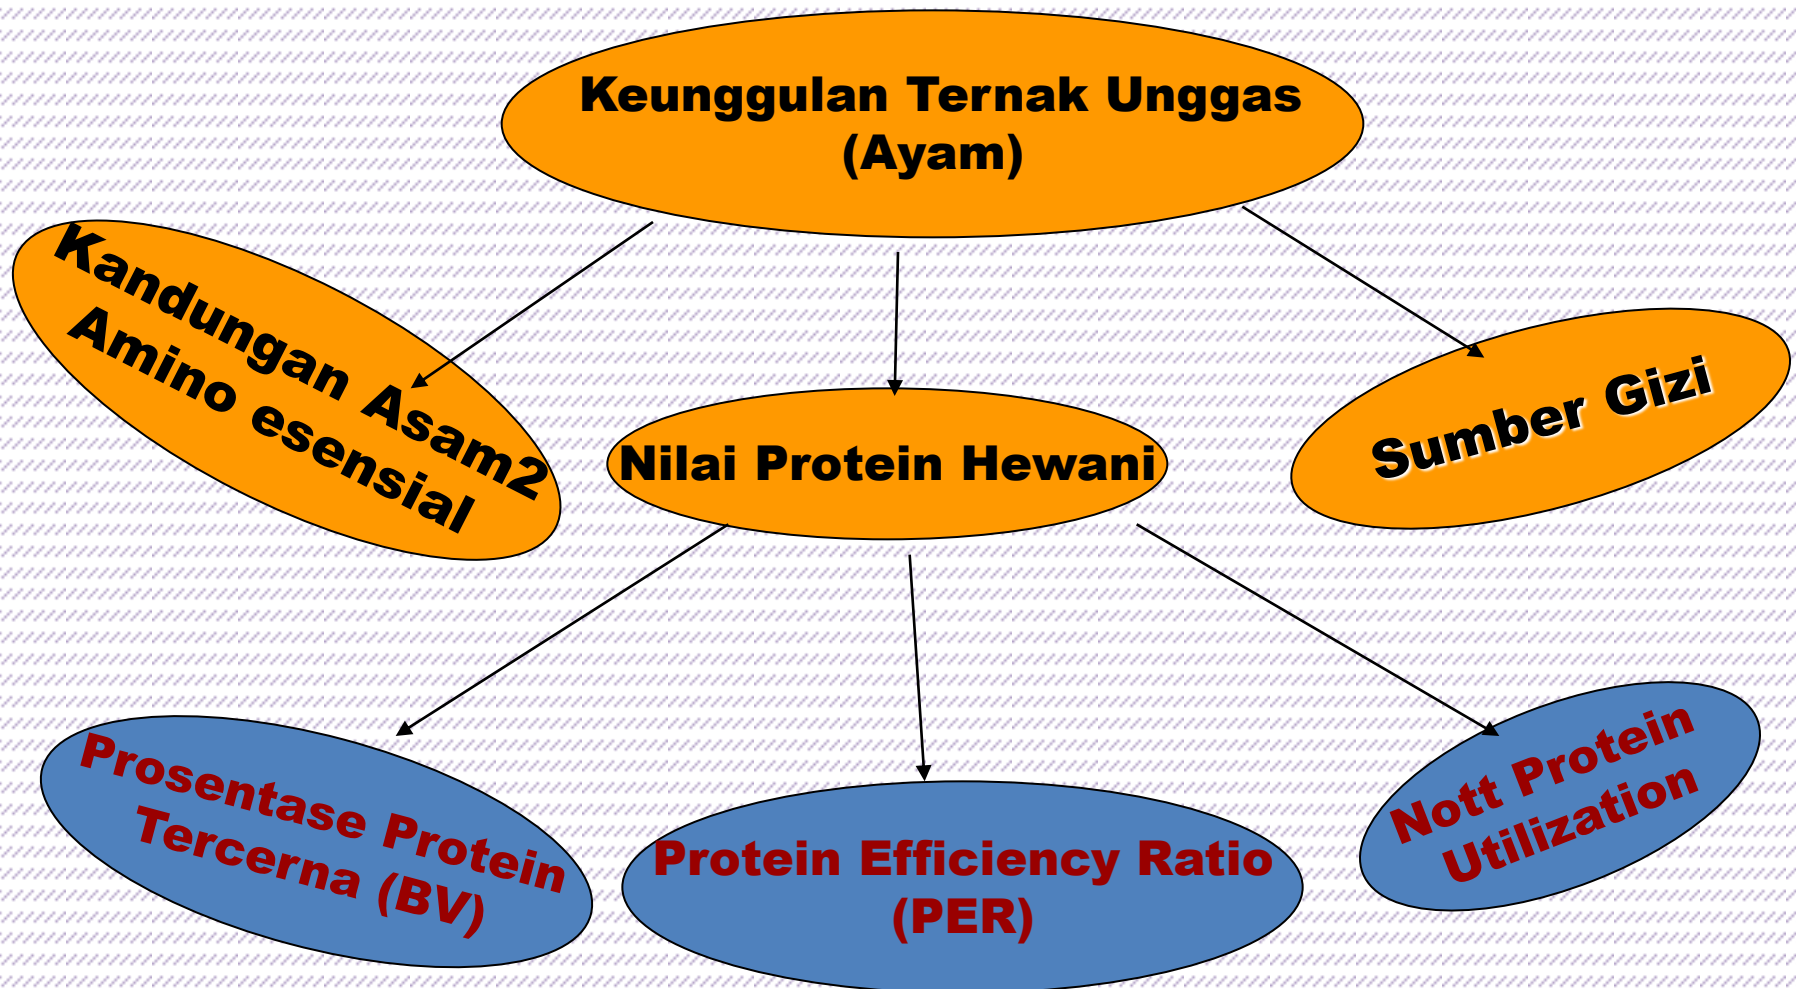 Keunggulan Ternak Unggas
(Ayam)
Kandungan Asam2
Amino esensial
Nilai Protein Hewani
Sumber Gizi
Prosentase Protein
Tercerna (BV)
Protein Efficiency Ratio
(PER)
Nott Protein
Utilization